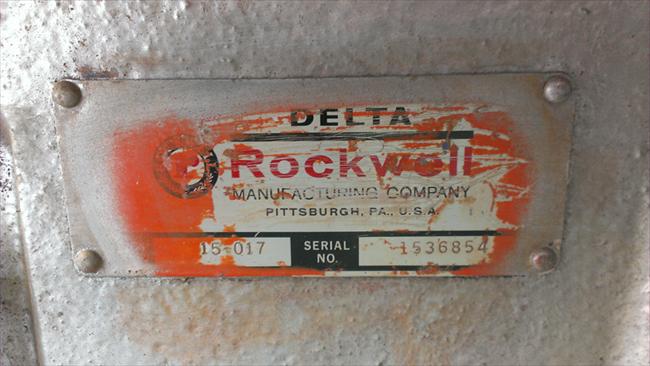 DELTA
Rockwell
MANUFACTURING COMPANY
PITTSBURGH, PA., U.S.A.
15-017 SERIAL NO. 1536854